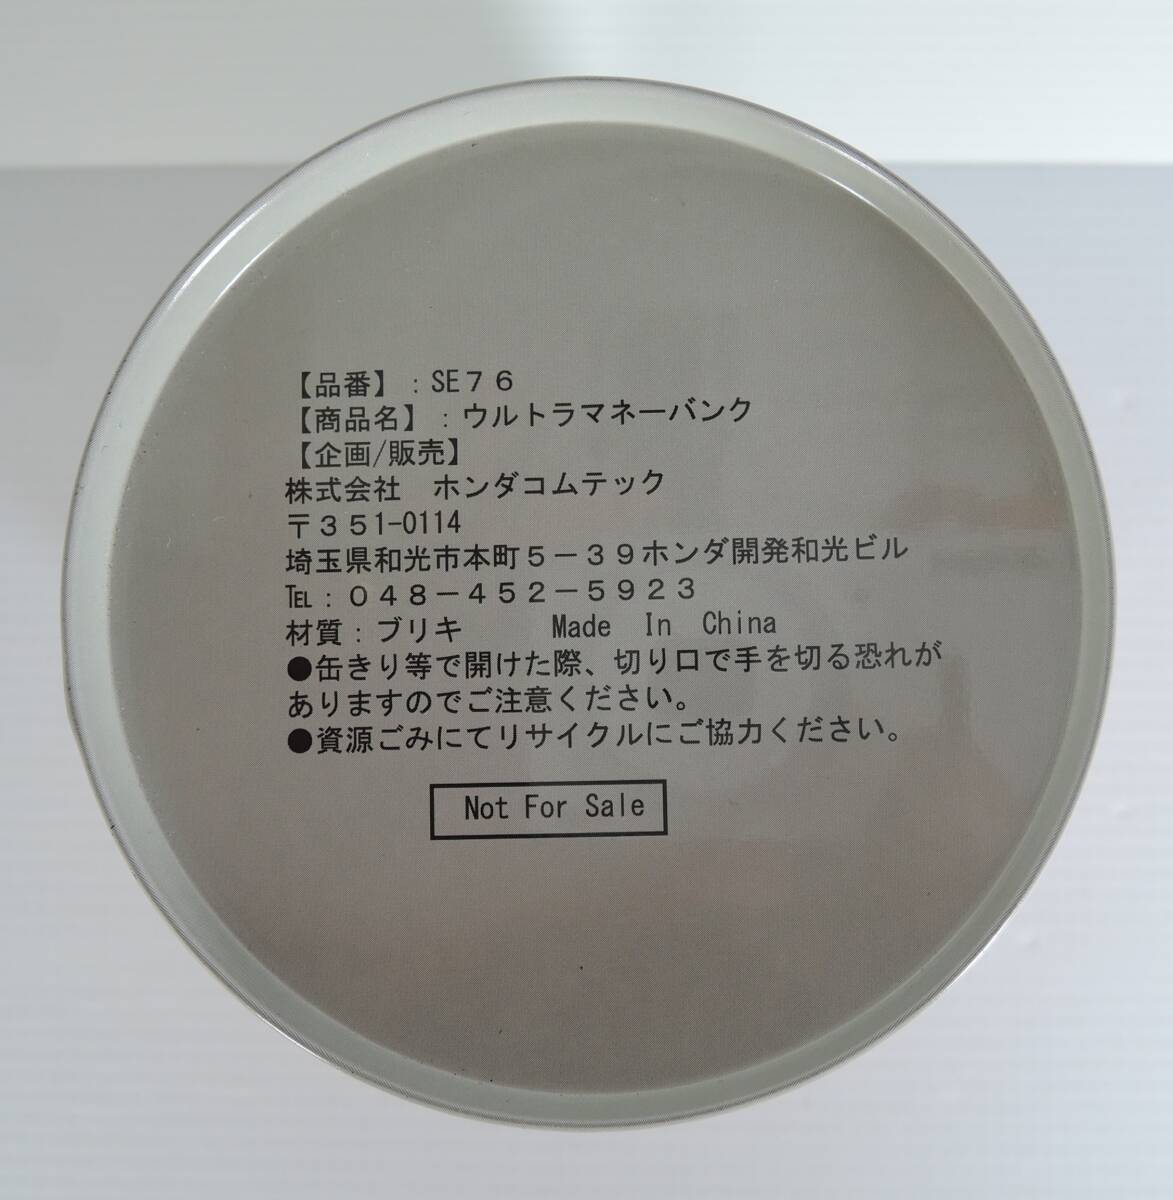 【品番】：SE７６
【商品名】：ウルトラマネーバンク
【企画/販売】
株式会社　ホンダコムテック
〒３５1-0114
埼玉県和光市本町５－３９ホンダ開発和光ビル
℡：０４８－４５２－５９２３
材質：ブリキ　　　Made In China
●缶きり等で開けた際、切り口で手を切る恐れが
ありますのでご注意ください。
●資源ごみにてリサイクルにご協力ください。
Not For Sale